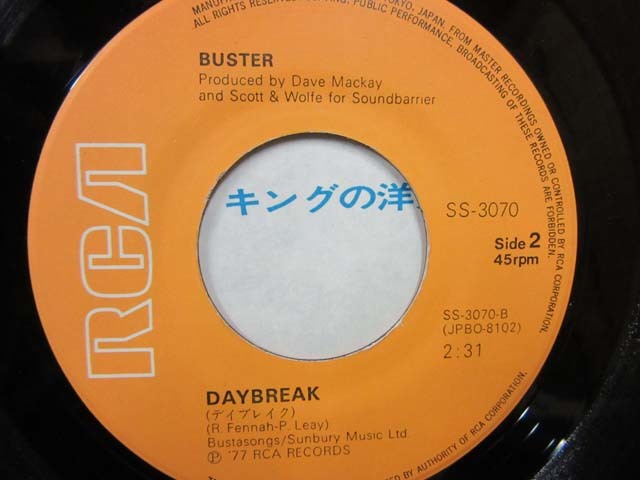 MANUFACTURED
TOKYO, JAPAN, FROM MASTER RECORDINGS OWNED OR CONTROLLED BY RCA CORPORATION.
ALL RIGHTS RESERVED.
PUBLIC PERFORMANCE, BROADCASTING OF THESE RECORDS ARE FORBIDDEN.
BUSTER
Produced by Dave Mackay
and Scott & Wolfe for Soundbarrier
RCA
キングの洋
SS-3070
Side 2
45rpm
SS-3070-B
(JPBO-8102)
2:31
DAYBREAK
(デイブレイク)
(R. Fennah-P. Leay)
Bustasongs/Sunbury Music Ltd.
Ⓟ '77 RCA RECORDS
BY AUTHORITY OF RCA CORPORATION.